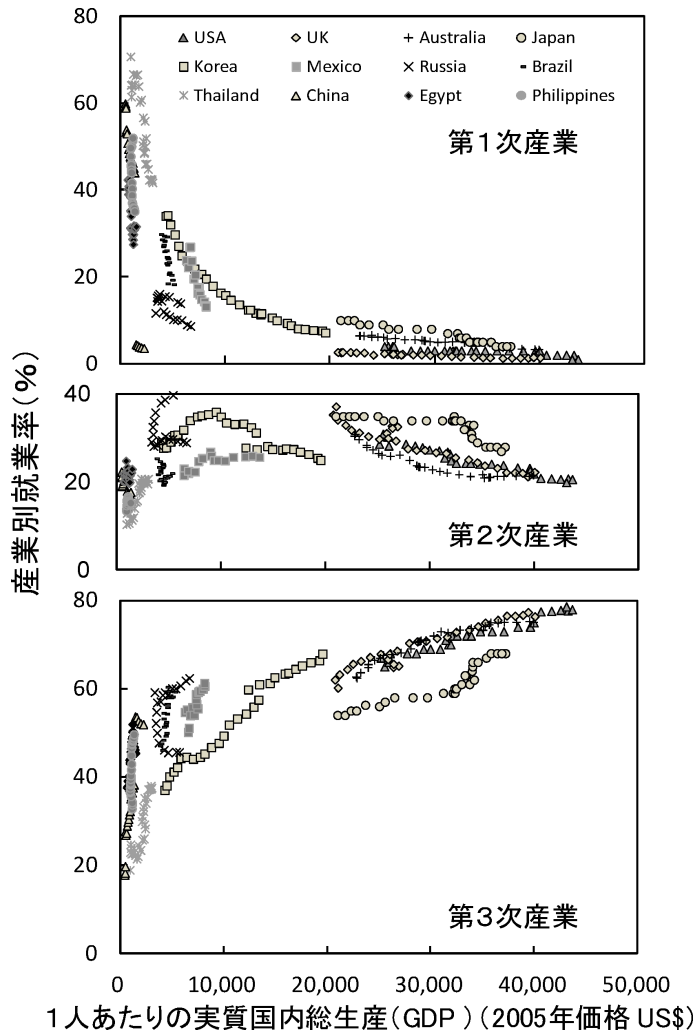 80
USA UK Australia Japan
Korea Mexico Russia Brazil
Thailand China Egypt Philippines
60
第1次産業
40
20
0
産業別就業率(%)
40
20
第2次産業
0
80
60
40
20
第3次産業
0
0 10,000 20,000 30,000 40,000 50,000
1人あたりの実質国内総生産(GDP )(2005年価格 US$)